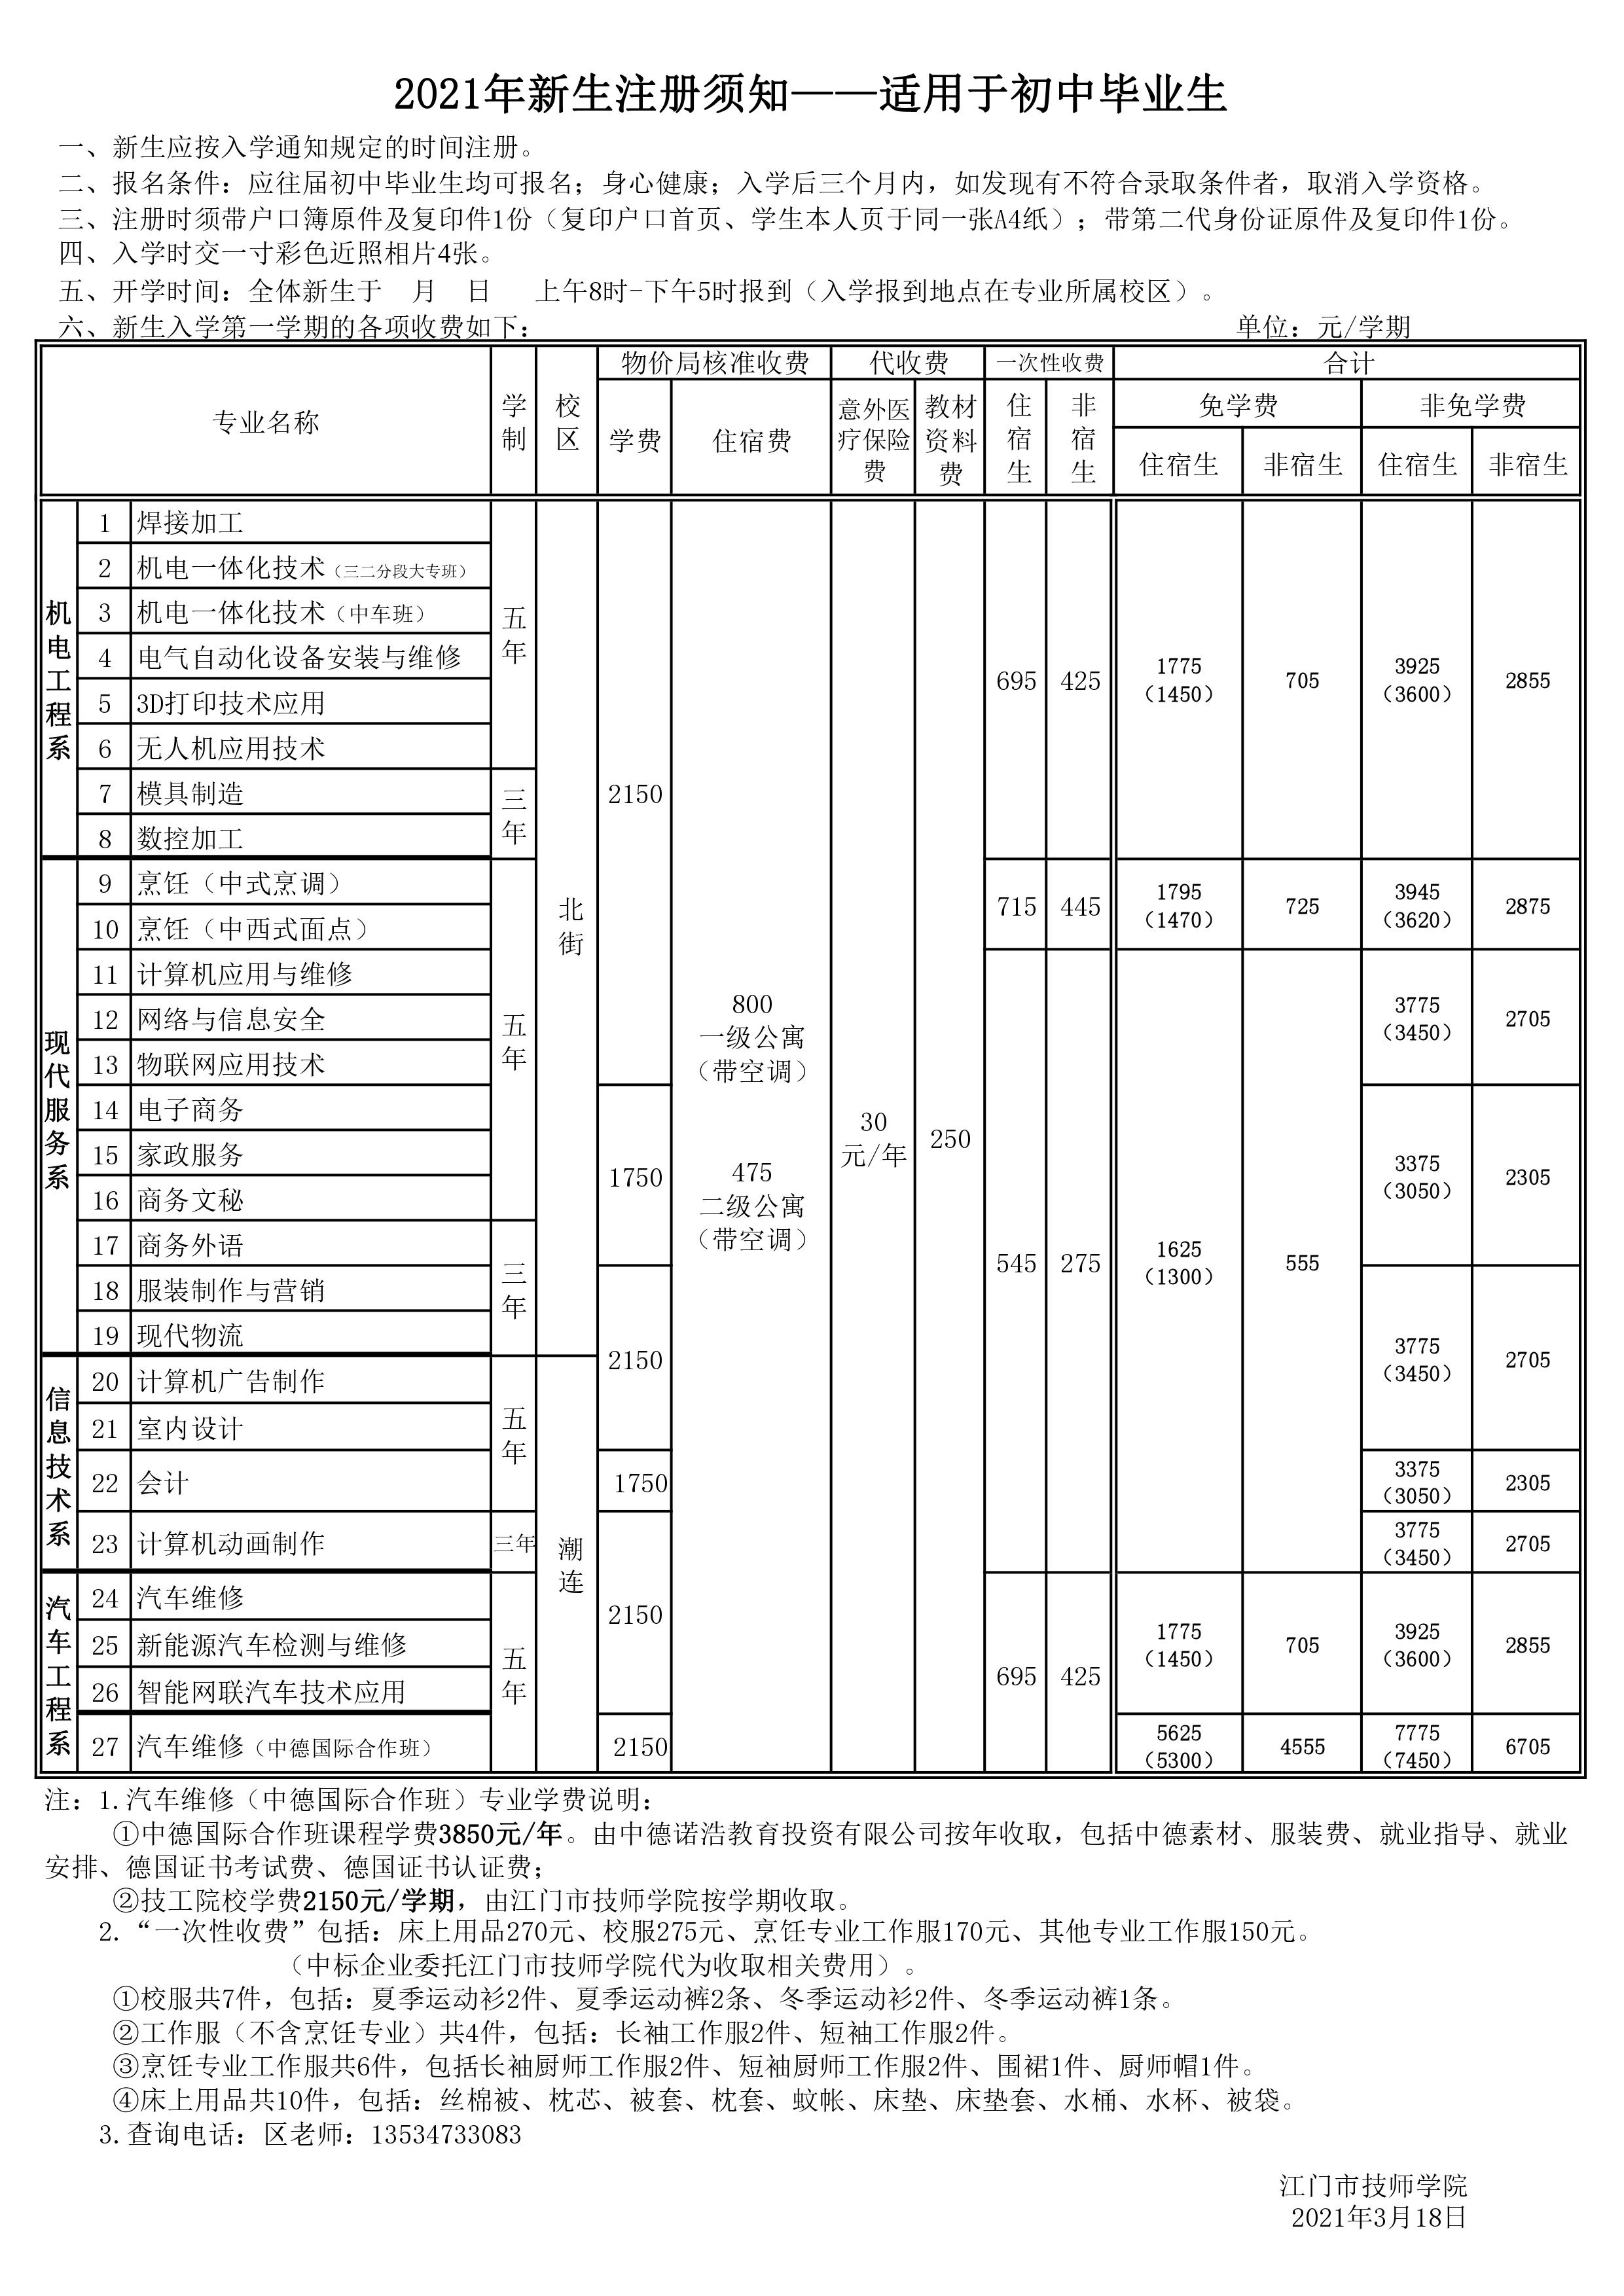 2021年新生注册须知——适用于初中毕业生
一、新生应按入学通知规定的时间注册。
二、报名条件：应往届初中毕业生均可报名；身心健康；入学后三个月内，如发现有不符合录取条件者，取消入学资格。
三、注册时须带户口簿原件及复印件1份（复印户口首页、学生本人页于同一张A4纸）；带第二代身份证原件及复印件1份。
四、入学时交一寸彩色近照相片4张。
五、开学时间：全体新生于　月　日　 上午8时-下午5时报到（入学报到地点在专业所属校区）。
六、新生入学第一学期的各项收费如下： 单位：元/学期
专业名称 学制 校区 物价局核准收费 代收费 一次性收费 合计
学费 住宿费 意外医疗保险费 教材资料费 住宿生 非宿生 免学费 非免学费
住宿生 非宿生 住宿生 非宿生
机电工程系
1 焊接加工 五年 北街 2150 800 一级公寓（带空调） 475 二级公寓（带空调） 30元/年 250 695 425 1775（1450） 705 3925（3600） 2855
2 机电一体化技术（三二分段大专班）
3 机电一体化技术（中车班）
4 电气自动化设备安装与维修
5 3D打印技术应用
6 无人机应用技术
7 模具制造 三年
8 数控加工
现代服务系
9 烹饪（中式烹调） 五年 715 445 1795（1470） 725 3945（3620） 2875
10 烹饪（中西式面点）
11 计算机应用与维修 545 275 1625（1300） 555 3775（3450） 2705
12 网络与信息安全
13 物联网应用技术
14 电子商务 1750 3375（3050） 2305
15 家政服务
16 商务文秘
17 商务外语 三年
18 服装制作与营销 2150 3775（3450） 2705
19 现代物流
信息技术系
20 计算机广告制作 五年 潮连
21 室内设计
22 会计 1750 3375（3050） 2305
23 计算机动画制作 三年 2150 3775（3450） 2705
汽车工程系
24 汽车维修 五年 695 425 1775（1450） 705 3925（3600） 2855
25 新能源汽车检测与维修
26 智能网联汽车技术应用
27 汽车维修（中德国际合作班） 2150 5625（5300） 4555 7775（7450） 6705
注：1.汽车维修（中德国际合作班）专业学费说明：
①中德国际合作班课程学费3850元/年。由中德诺浩教育投资有限公司按年收取，包括中德素材、服装费、就业指导、就业
安排、德国证书考试费、德国证书认证费；
②技工院校学费2150元/学期，由江门市技师学院按学期收取。
2.“一次性收费”包括：床上用品270元、校服275元、烹饪专业工作服170元、其他专业工作服150元。
（中标企业委托江门市技师学院代为收取相关费用）。
①校服共7件，包括：夏季运动衫2件、夏季运动裤2条、冬季运动衫2件、冬季运动裤1条。
②工作服（不含烹饪专业）共4件，包括：长袖工作服2件、短袖工作服2件。
③烹饪专业工作服共6件，包括长袖厨师工作服2件、短袖厨师工作服2件、围裙1件、厨师帽1件。
④床上用品共10件，包括：丝棉被、枕芯、被套、枕套、蚊帐、床垫、床垫套、水桶、水杯、被袋。
3.查询电话：区老师：13534733083
江门市技师学院
2021年3月18日